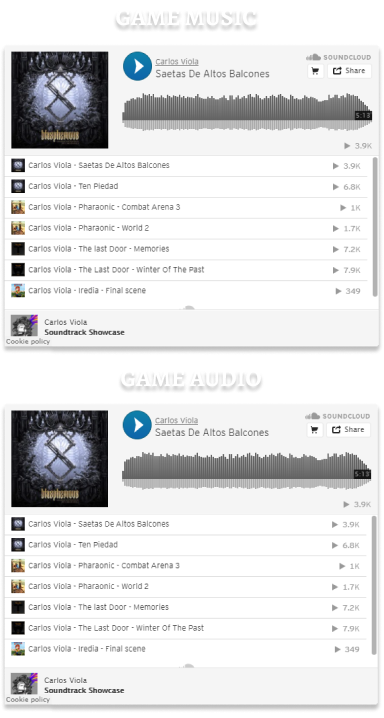 GAME MUSIC
Carlos Viola
Saetas De Altos Balcones
SOUNDCLOUD
Share
blasphemous
5:13
3.9K
Carlos Viola - Saetas De Altos Balcones 3.9K
Carlos Viola - Ten Piedad 6.8K
Carlos Viola - Pharaonic - Combat Arena 3 1K
Carlos Viola - Pharaonic - World 2 1.7K
Carlos Viola - The last Door - Memories 7.2K
Carlos Viola - The Last Door - Winter Of The Past 7.9K
Carlos Viola - Iredia - Final scene 349
Carlos Viola
Soundtrack Showcase
Cookie policy
GAME AUDIO
Carlos Viola
Saetas De Altos Balcones
SOUNDCLOUD
Share
blasphemous
5:13
3.9K
Carlos Viola - Saetas De Altos Balcones 3.9K
Carlos Viola - Ten Piedad 6.8K
Carlos Viola - Pharaonic - Combat Arena 3 1K
Carlos Viola - Pharaonic - World 2 1.7K
Carlos Viola - The last Door - Memories 7.2K
Carlos Viola - The Last Door - Winter Of The Past 7.9K
Carlos Viola - Iredia - Final scene 349
Carlos Viola
Soundtrack Showcase
Cookie policy